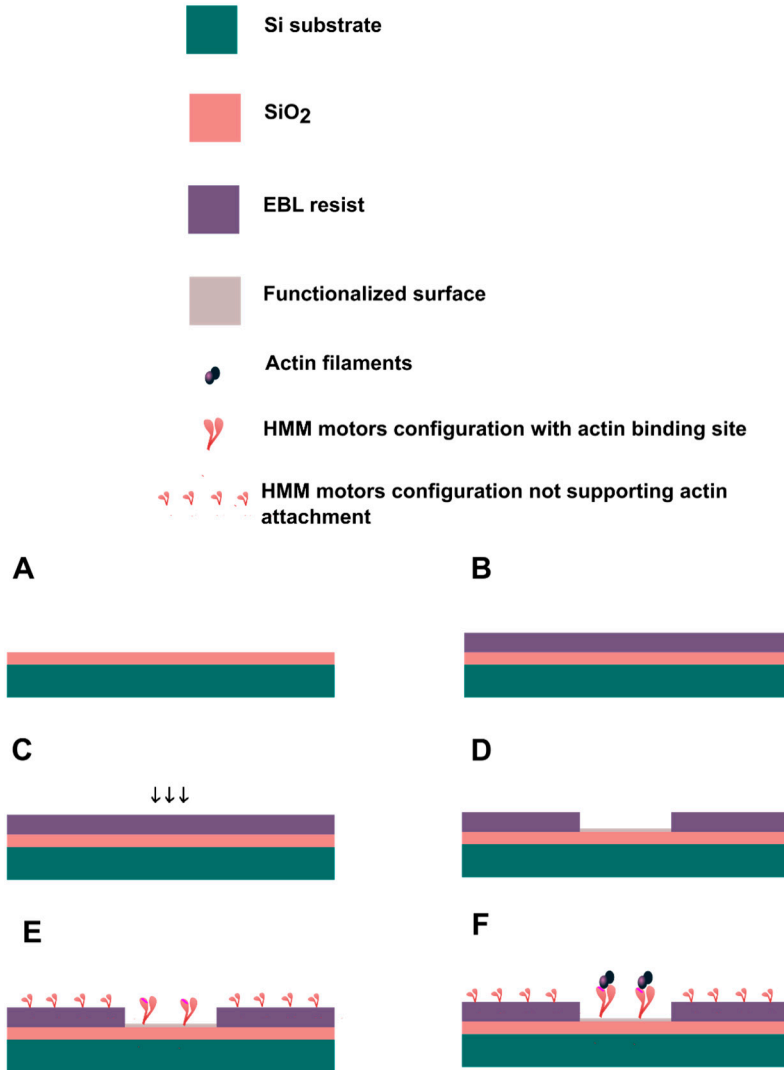 Si substrate
SiO2
EBL resist
Functionalized surface
Actin filaments
HMM motors configuration with actin binding site
HMM motors configuration not supporting actin
attachment
A
B
C
D
E
F